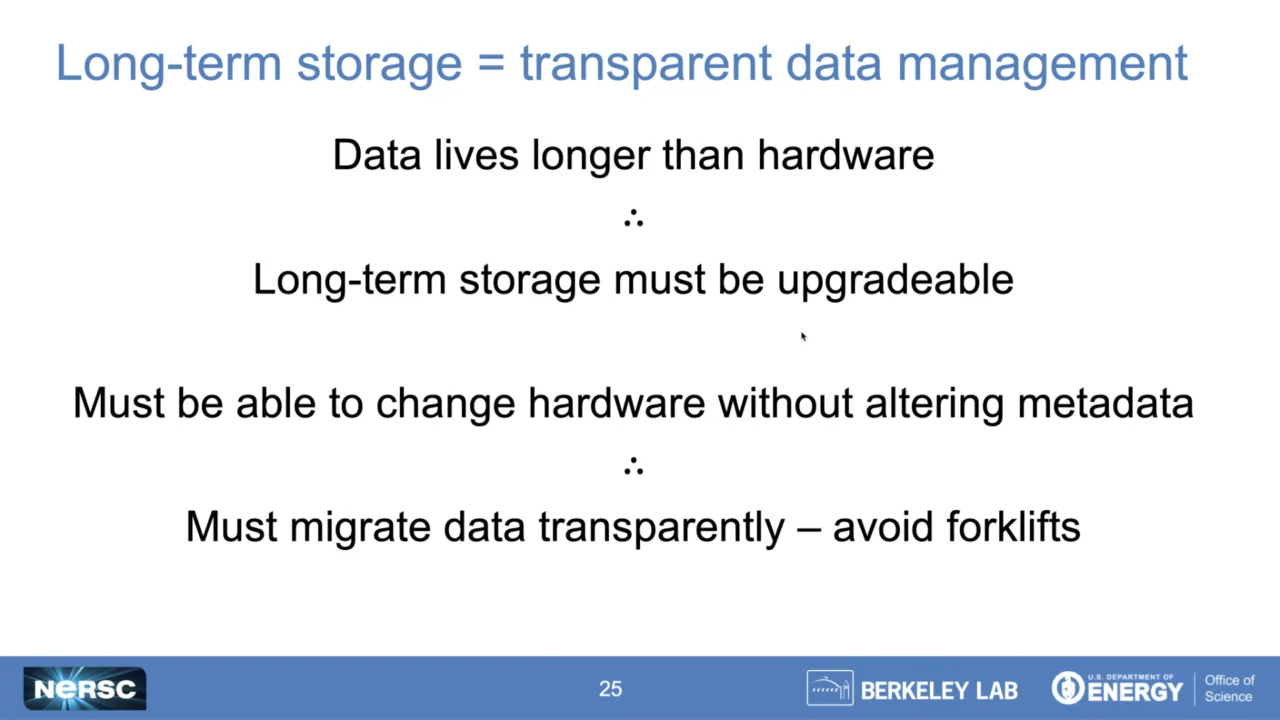 Long-term storage = transparent data management
Data lives longer than hardware
∴
Long-term storage must be upgradeable
Must be able to change hardware without altering metadata
∴
Must migrate data transparently – avoid forklifts
NERSC
25
BERKELEY LAB
U.S. DEPARTMENT OF
ENERGY
Office of
Science